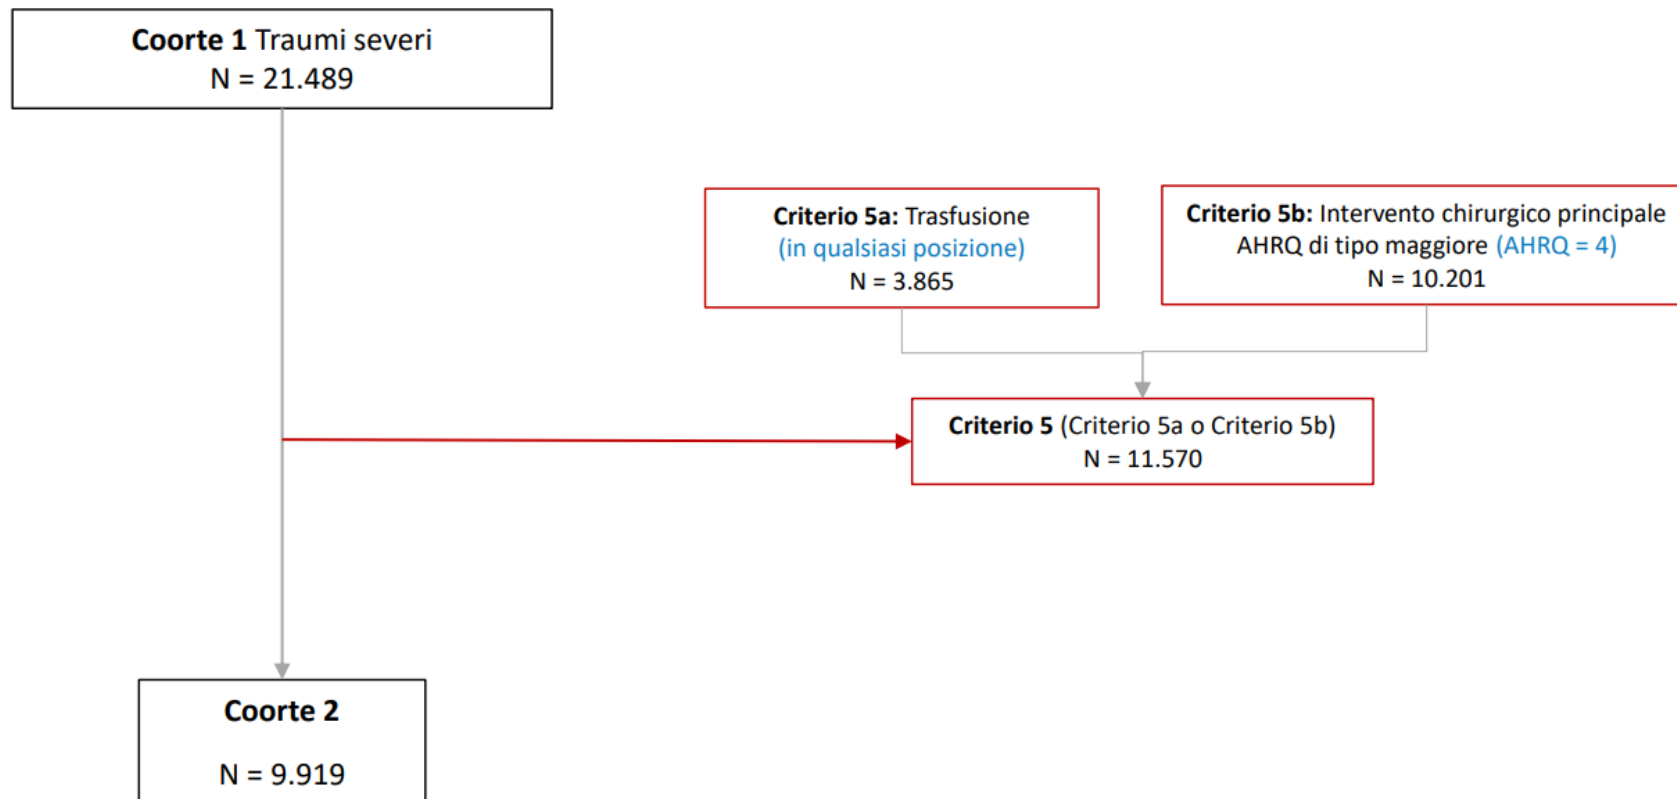 Coorte 1 Traumi severi
N = 21.489
Criterio 5a: Trasfusione
(in qualsiasi posizione)
N = 3.865
Criterio 5b: Intervento chirurgico principale
AHRQ di tipo maggiore (AHRQ = 4)
N = 10.201
Criterio 5 (Criterio 5a o Criterio 5b)
N = 11.570
Coorte 2
N = 9.919